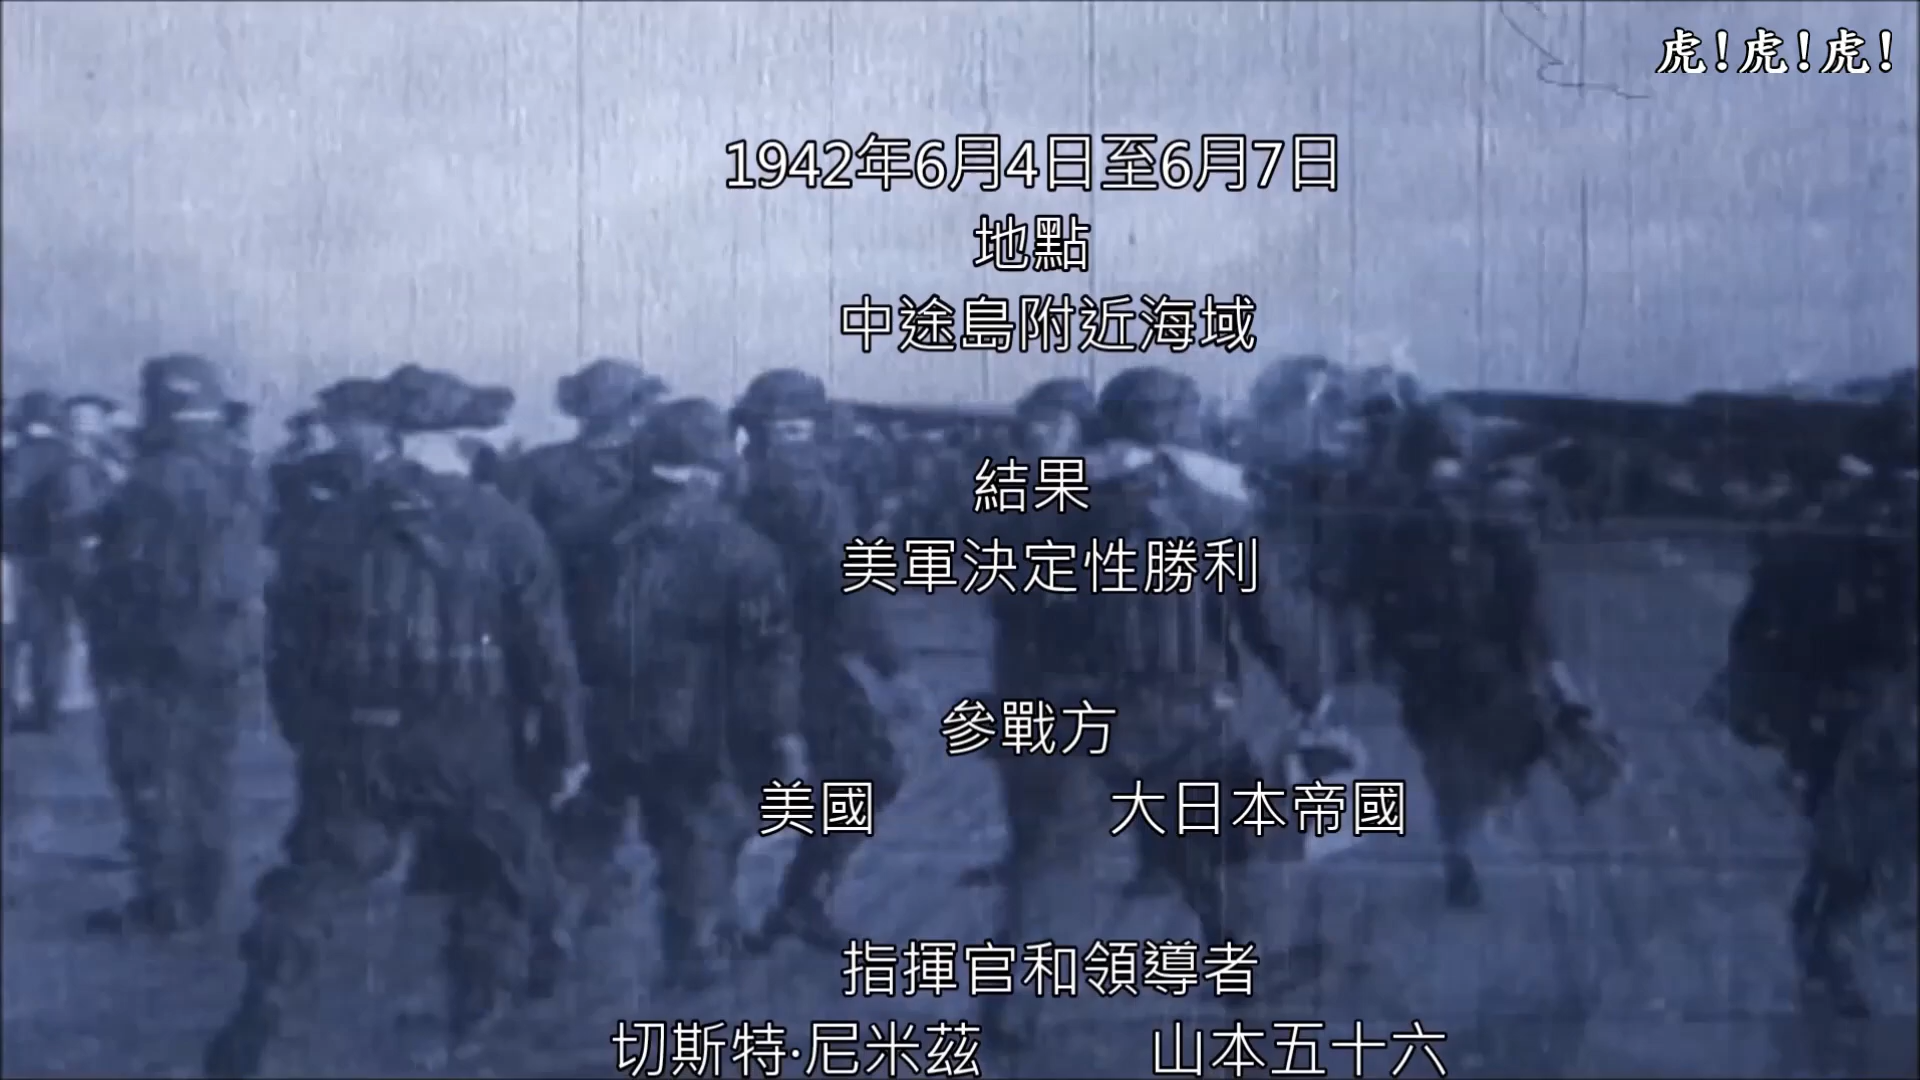 虎！虎！虎！
1942年6月4日至6月7日
地點
中途島附近海域
結果
美軍決定性勝利
參戰方
美國 大日本帝國
指揮官和領導者
切斯特·尼米茲 山本五十六